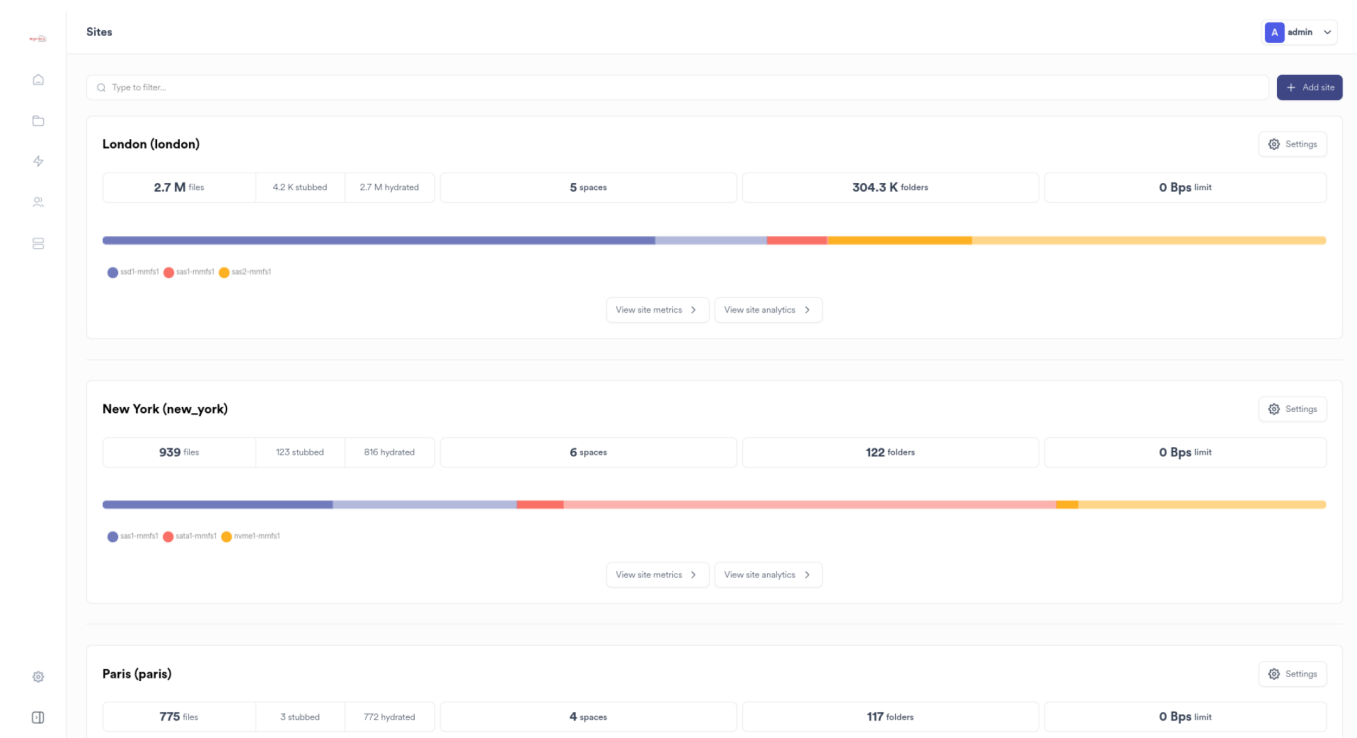 Sites
A admin
Type to filter...
+ Add site
London (london)
Settings
2.7 M files 4.2 K stubbed 2.7 M hydrated 5 spaces 304.3 K folders 0 Bps limit
ssd1-mmfs1 sas1-mmfs1 sas2-mmfs1
View site metrics View site analytics
New York (new_york)
Settings
939 files 123 stubbed 816 hydrated 6 spaces 122 folders 0 Bps limit
sas1-mmfs1 sata1-mmfs1 nvme1-mmfs1
View site metrics View site analytics
Paris (paris)
Settings
775 files 3 stubbed 772 hydrated 4 spaces 117 folders 0 Bps limit